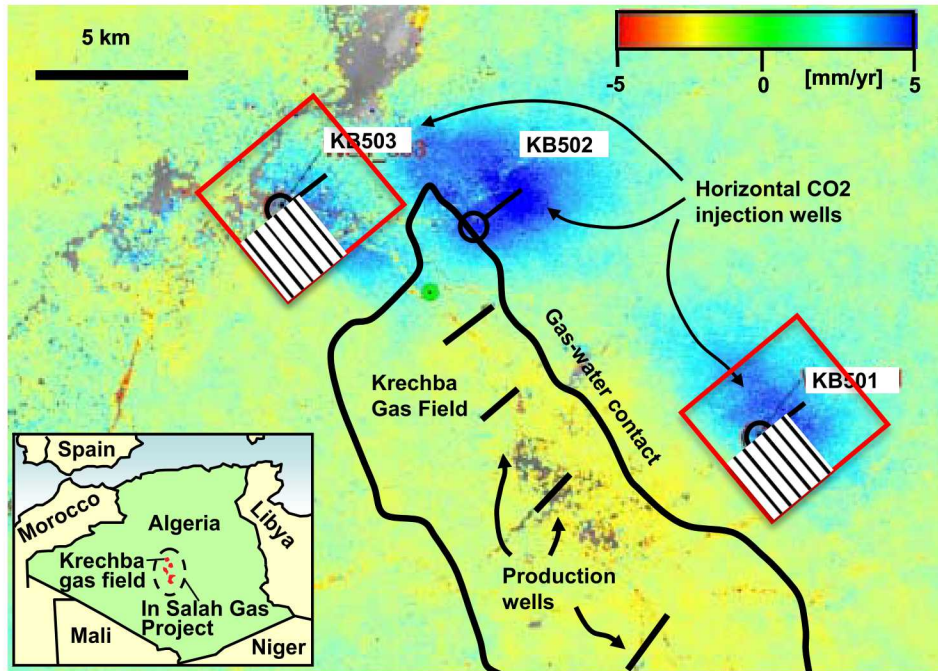 5 km
-5
0
5
[mm/yr]
KB503
KB502
Horizontal CO2
injection wells
KB501
Gas-water contact
Krechba
Gas Field
Production
wells
Spain
Morocco
Algeria
Libya
Krechba
gas field
In Salah Gas
Project
Mali
Niger